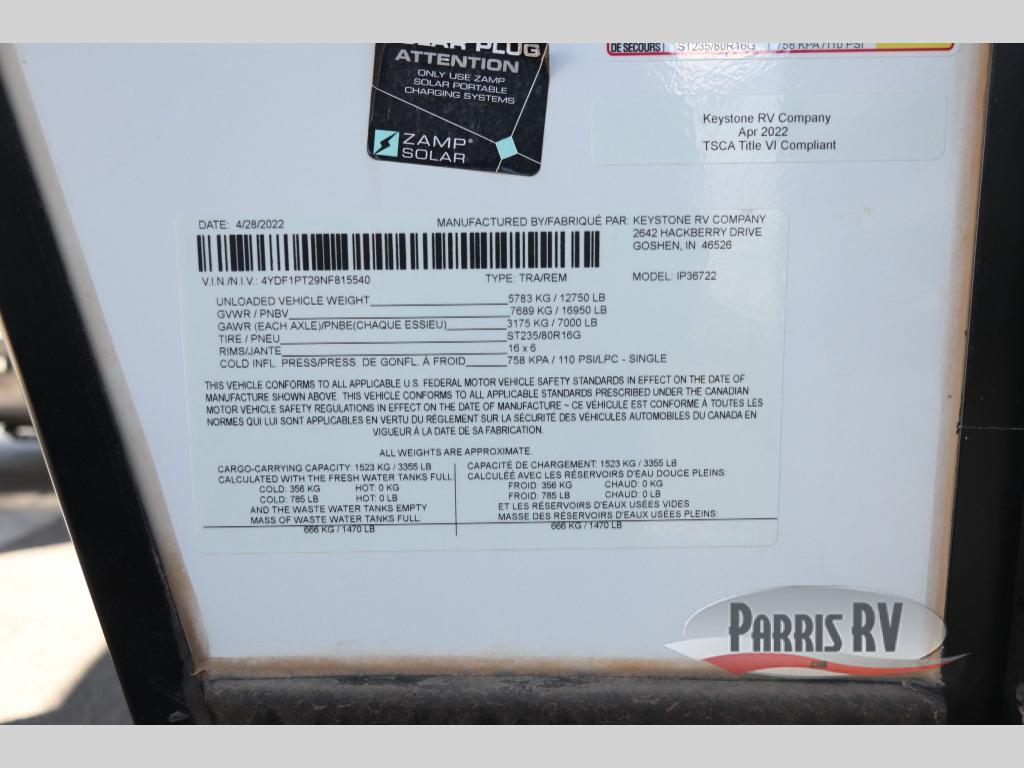 PLUG
ATTENTION
ONLY USE ZAMP
SOLAR PORTABLE
CHARGING SYSTEMS
ZAMP®
SOLAR
DE SECOURS ST235/80R16G 758 KPA /110 PSI
Keystone RV Company
Apr 2022
TSCA Title VI Compliant
DATE: 4/28/2022 MANUFACTURED BY/FABRIQUÉ PAR: KEYSTONE RV COMPANY
2642 HACKBERRY DRIVE
GOSHEN, IN 46526
V.I.N./N.I.V.: 4YDF1PT29NF815540 TYPE: TRA/REM MODEL: IP36722
UNLOADED VEHICLE WEIGHT 5783 KG / 12750 LB
GVWR / PNBV 7689 KG / 16950 LB
GAWR (EACH AXLE)/PNBE(CHAQUE ESSIEU) 3175 KG / 7000 LB
TIRE / PNEU ST235/80R16G
RIMS/JANTE 16 x 6
COLD INFL. PRESS/PRESS. DE GONFL. À FROID 758 KPA / 110 PSI/LPC - SINGLE
THIS VEHICLE CONFORMS TO ALL APPLICABLE U.S. FEDERAL MOTOR VEHICLE SAFETY STANDARDS IN EFFECT ON THE DATE OF
MANUFACTURE SHOWN ABOVE. THIS VEHICLE CONFORMS TO ALL APPLICABLE STANDARDS PRESCRIBED UNDER THE CANADIAN
MOTOR VEHICLE SAFETY REGULATIONS IN EFFECT ON THE DATE OF MANUFACTURE ~ CE VÉHICULE EST CONFORME À TOUTES LES
NORMES QUI LUI SONT APPLICABLES EN VERTU DU RÉGLEMENT SUR LA SÉCURITÉ DES VÉHICULES AUTOMOBILES DU CANADA EN
VIGUEUR À LA DATE DE SA FABRICATION.
ALL WEIGHTS ARE APPROXIMATE.
CARGO-CARRYING CAPACITY: 1523 KG / 3355 LB
CALCULATED WITH THE FRESH WATER TANKS FULL:
COLD: 356 KG HOT: 0 KG
COLD: 785 LB HOT: 0 LB
AND THE WASTE WATER TANKS EMPTY
MASS OF WASTE WATER TANKS FULL:
666 KG / 1470 LB
CAPACITÉ DE CHARGEMENT: 1523 KG / 3355 LB
CALCULÉE AVEC LES RÉSERVOIRS D'EAU DOUCE PLEINS:
FROID: 356 KG CHAUD: 0 KG
FROID: 785 LB CHAUD: 0 LB
ET LES RÉSERVOIRS D'EAUX USÉES VIDES
MASSE DES RÉSERVOIRS D'EAUX USÉES PLEINS:
666 KG / 1470 LB
PARRIS RV
.com